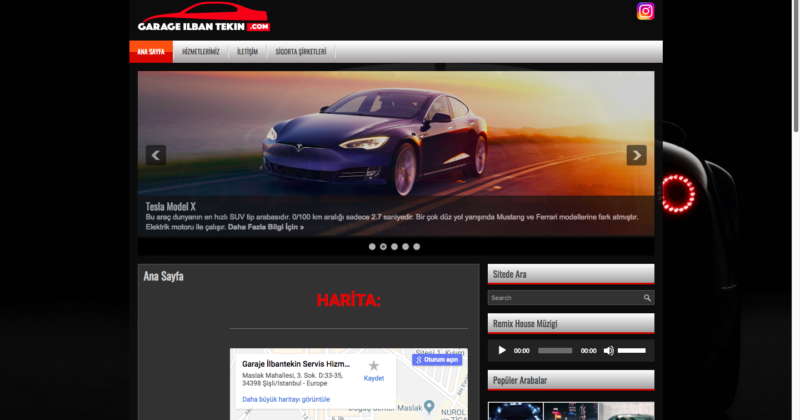 GARAGE ILBAN TEKIN .COM
ANA SAYFA HİZMETLERİMİZ İLETİŞİM SİGORTA ŞİRKETLERİ
Tesla Model X
Bu araç dunyanın en hızlı SUV tip arabasıdır. 0/100 km aralığı sadece 2.7 saniyedir. Bir çok düz yol yarışında Mustang ve Ferrari modellerine fark atmıştır.
Elektrik motoru ile çalışır. Daha Fazla Bilgi İçin »
Ana Sayfa
HARİTA:
Garaje İlbantekin Servis Hizm...
Maslak Mahallesi, 3. Sok. D:33-35,
34398 Şişli/Istanbul - Europe
Kaydet
Daha büyük haritayı görüntüle
Oturum açın
Sitesi 1. Kısım
Maslak
NUROL
Sitede Ara
Search
Remix House Müzigi
00:00 00:00
Popüler Arabalar